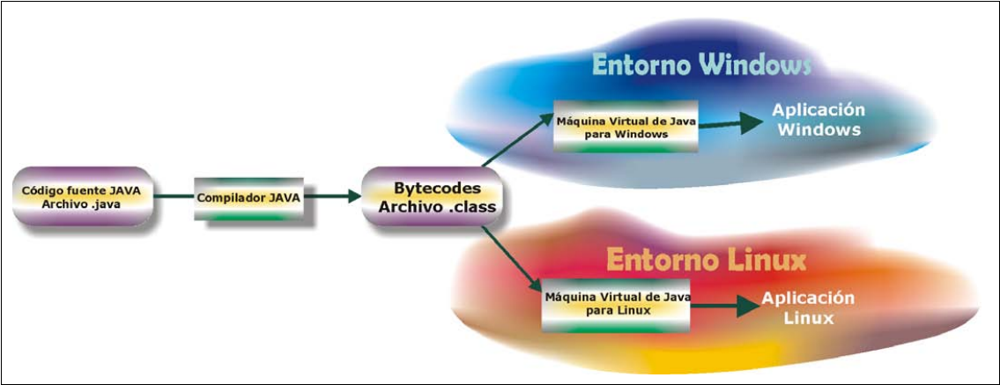 Entorno Windows
Máquina Virtual de Java
para Windows
Aplicación
Windows
Código fuente JAVA
Archivo .java
Compilador JAVA
Bytecodes
Archivo .class
Entorno Linux
Máquina Virtual de Java
para Linux
Aplicación
Linux